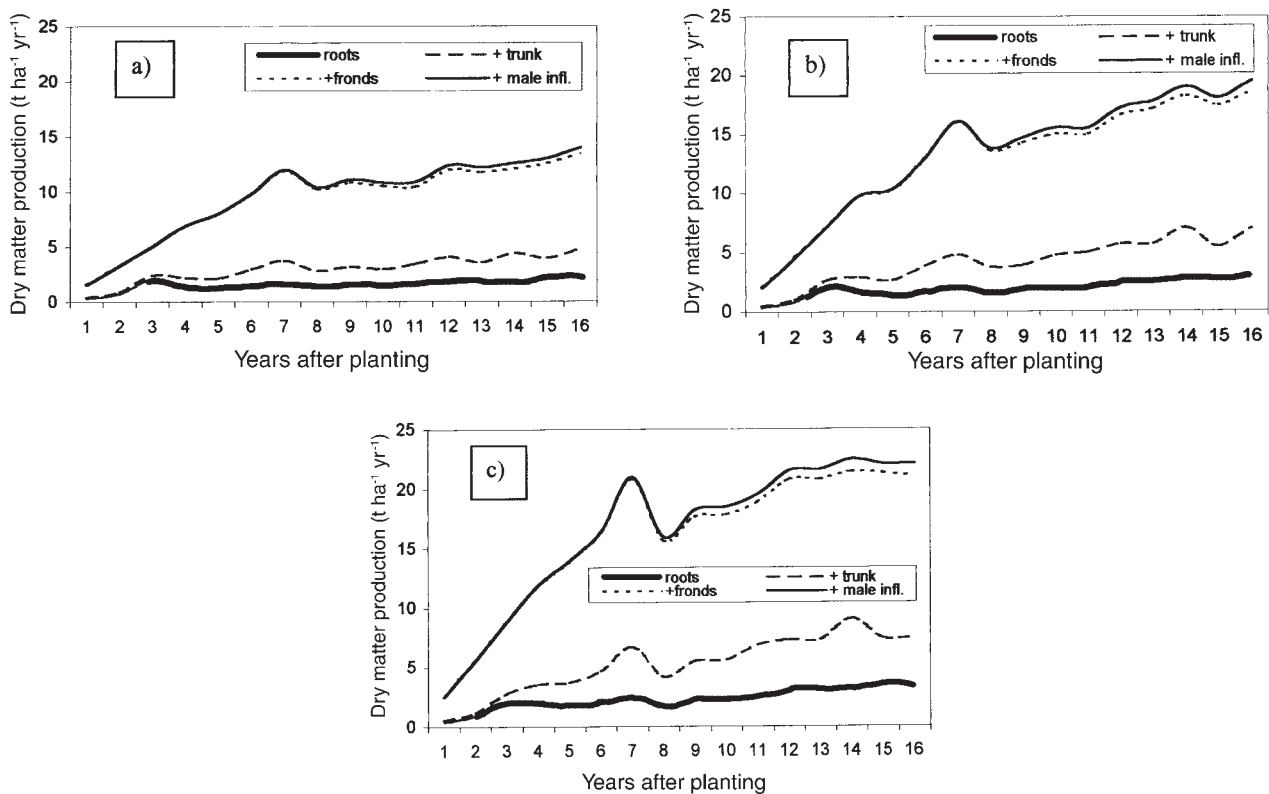 25
20
15
10
5
0
Dry matter production (t ha⁻¹ yr⁻¹)
a)
roots
+ trunk
+fronds
+ male infl.
1 2 3 4 5 6 7 8 9 10 11 12 13 14 15 16
Years after planting
25
20
15
10
5
0
Dry matter production (t ha⁻¹ yr⁻¹)
b)
roots
+ trunk
+fronds
+ male infl.
1 2 3 4 5 6 7 8 9 10 11 12 13 14 15 16
Years after planting
25
20
15
10
5
0
Dry matter production (t ha⁻¹ yr⁻¹)
c)
roots
+ trunk
+fronds
+ male infl.
1 2 3 4 5 6 7 8 9 10 11 12 13 14 15 16
Years after planting